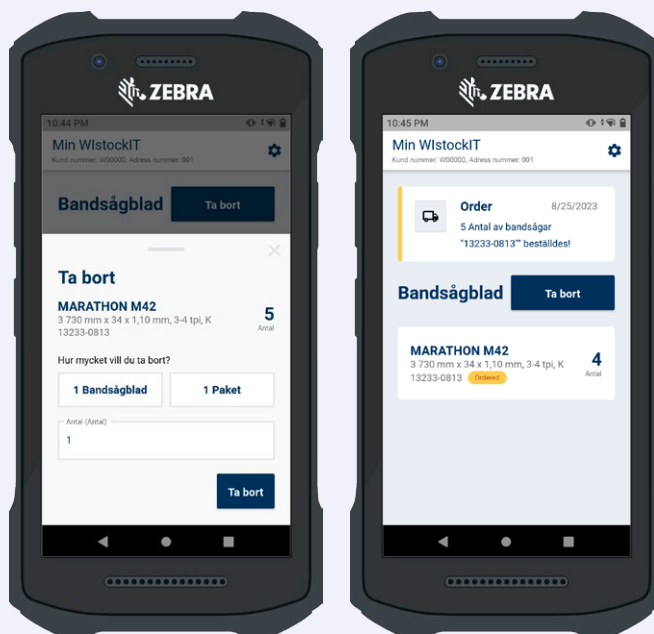 ZEBRA
10:44 PM
Min WIstockIT
Kund nummer: W00000, Adress nummer: 001
Bandsågblad
Ta bort
Ta bort
MARATHON M42
3 730 mm x 34 x 1,10 mm, 3-4 tpi, K
13233-0813
5
Antal
Hur mycket vill du ta bort?
1 Bandsågblad
1 Paket
Antal (Antal)
1
Ta bort
ZEBRA
10:45 PM
Min WIstockIT
Kund nummer: W00000, Adress nummer: 001
Order
8/25/2023
5 Antal av bandsågar
"13233-0813"" beställdes!
Bandsågblad
Ta bort
MARATHON M42
3 730 mm x 34 x 1,10 mm, 3-4 tpi, K
13233-0813
Ordered
4
Antal